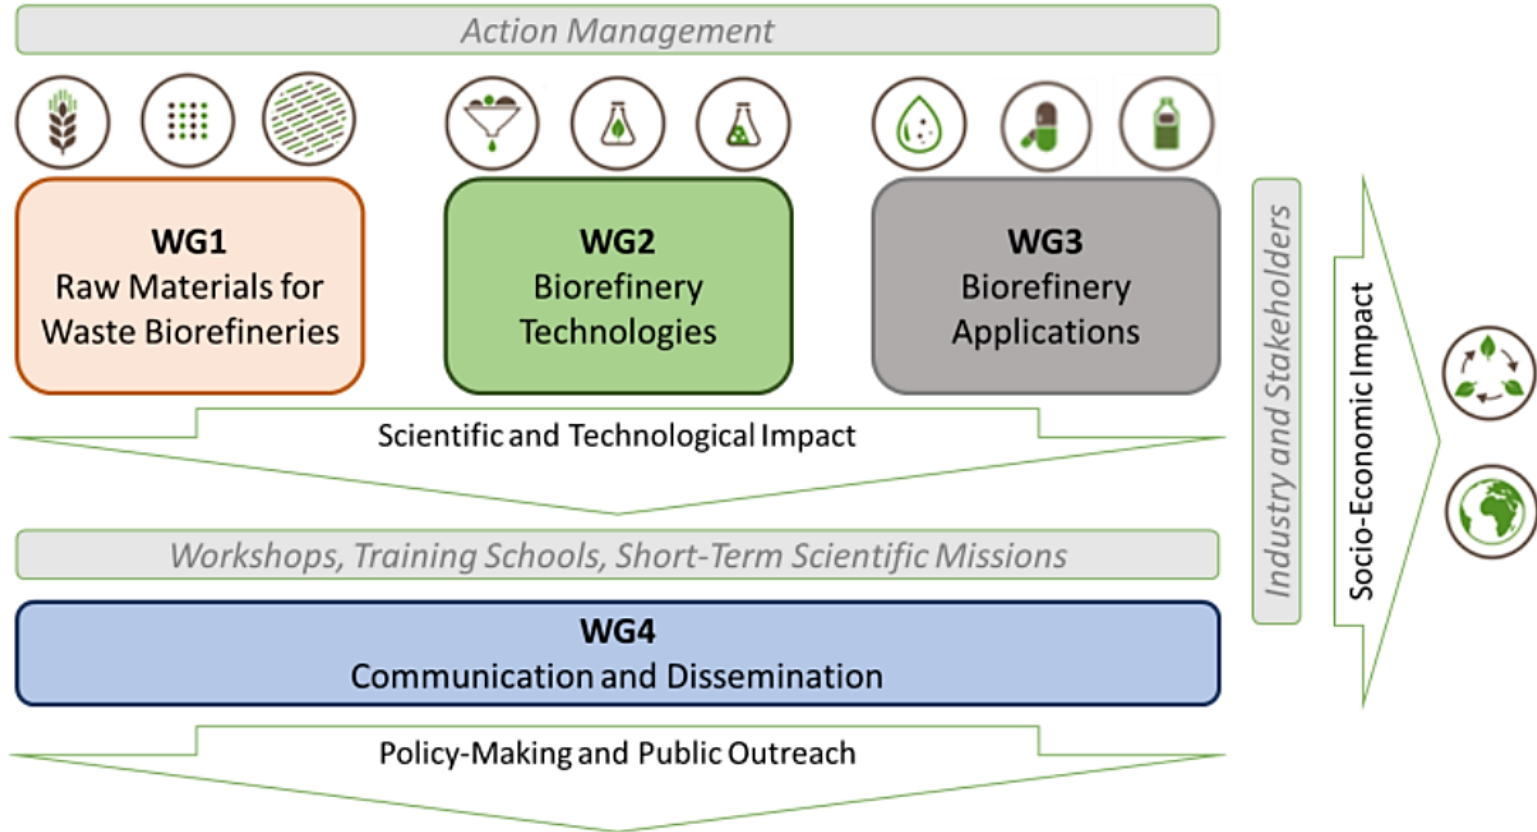 Action Management
WG1
Raw Materials for
Waste Biorefineries
WG2
Biorefinery
Technologies
WG3
Biorefinery
Applications
Scientific and Technological Impact
Workshops, Training Schools, Short-Term Scientific Missions
WG4
Communication and Dissemination
Policy-Making and Public Outreach
Industry and Stakeholders
Socio-Economic Impact